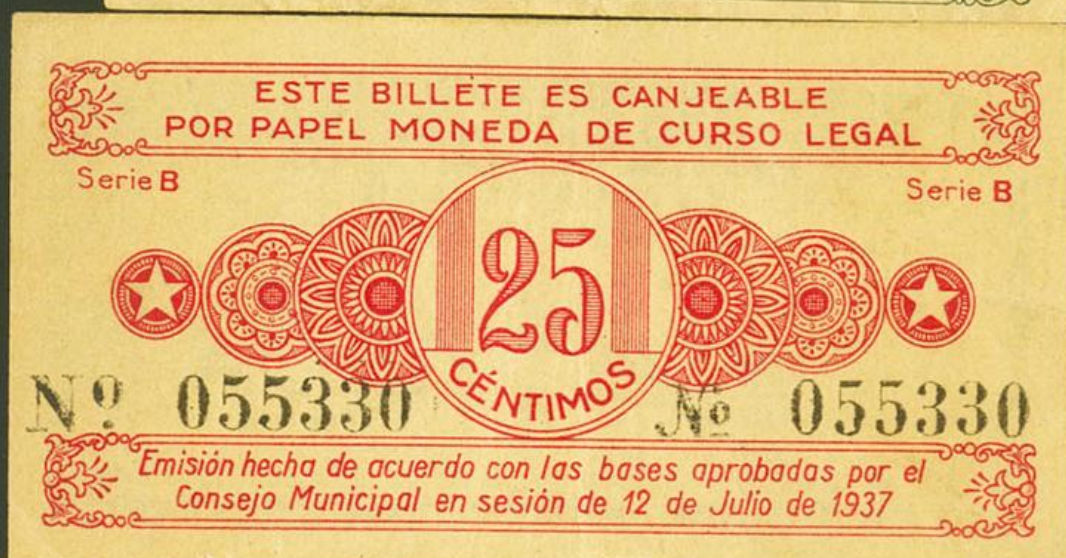 ESTE BILLETE ES CANJEABLE
POR PAPEL MONEDA DE CURSO LEGAL
Serie B
Serie B
25
CÉNTIMOS
Nº 055330
Nº 055330
Emisión hecha de acuerdo con las bases aprobadas por el
Consejo Municipal en sesión de 12 de Julio de 1937